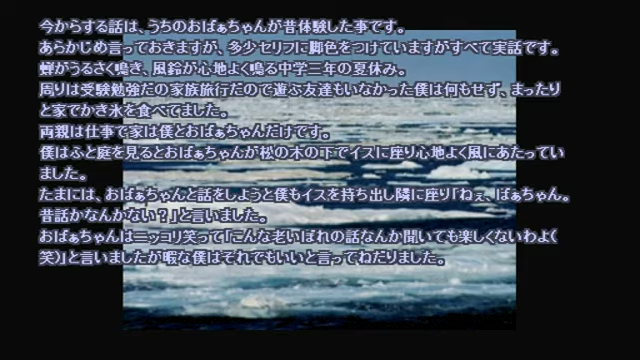 今からする話は、うちのおばぁちゃんが昔体験した事です。
あらかじめ言っておきますが、多少セリフに脚色をつけていますがすべて実話です。
蝉がうるさく鳴き、風鈴が心地よく鳴る中学三年の夏休み。
周りは受験勉強だの家族旅行だので遊ぶ友達もいなかった僕は何もせず、まったり
と家でかき氷を食べてました。
両親は仕事で家は僕とおばぁちゃんだけです。
僕はふと庭を見るとおばぁちゃんが松の木の下でイスに座り心地よく風にあたってい
ました。
たまには、おばぁちゃんと話をしようと僕もイスを持ち出し隣に座り「ねぇ、ばぁちゃん。
昔話かなんかない？」と言いました。
おばぁちゃんはニッコリ笑って「こんな老いぼれの話なんか聞いても楽しくないわよ(
笑)」と言いましたが暇な僕はそれでもいいと言ってねだりました。